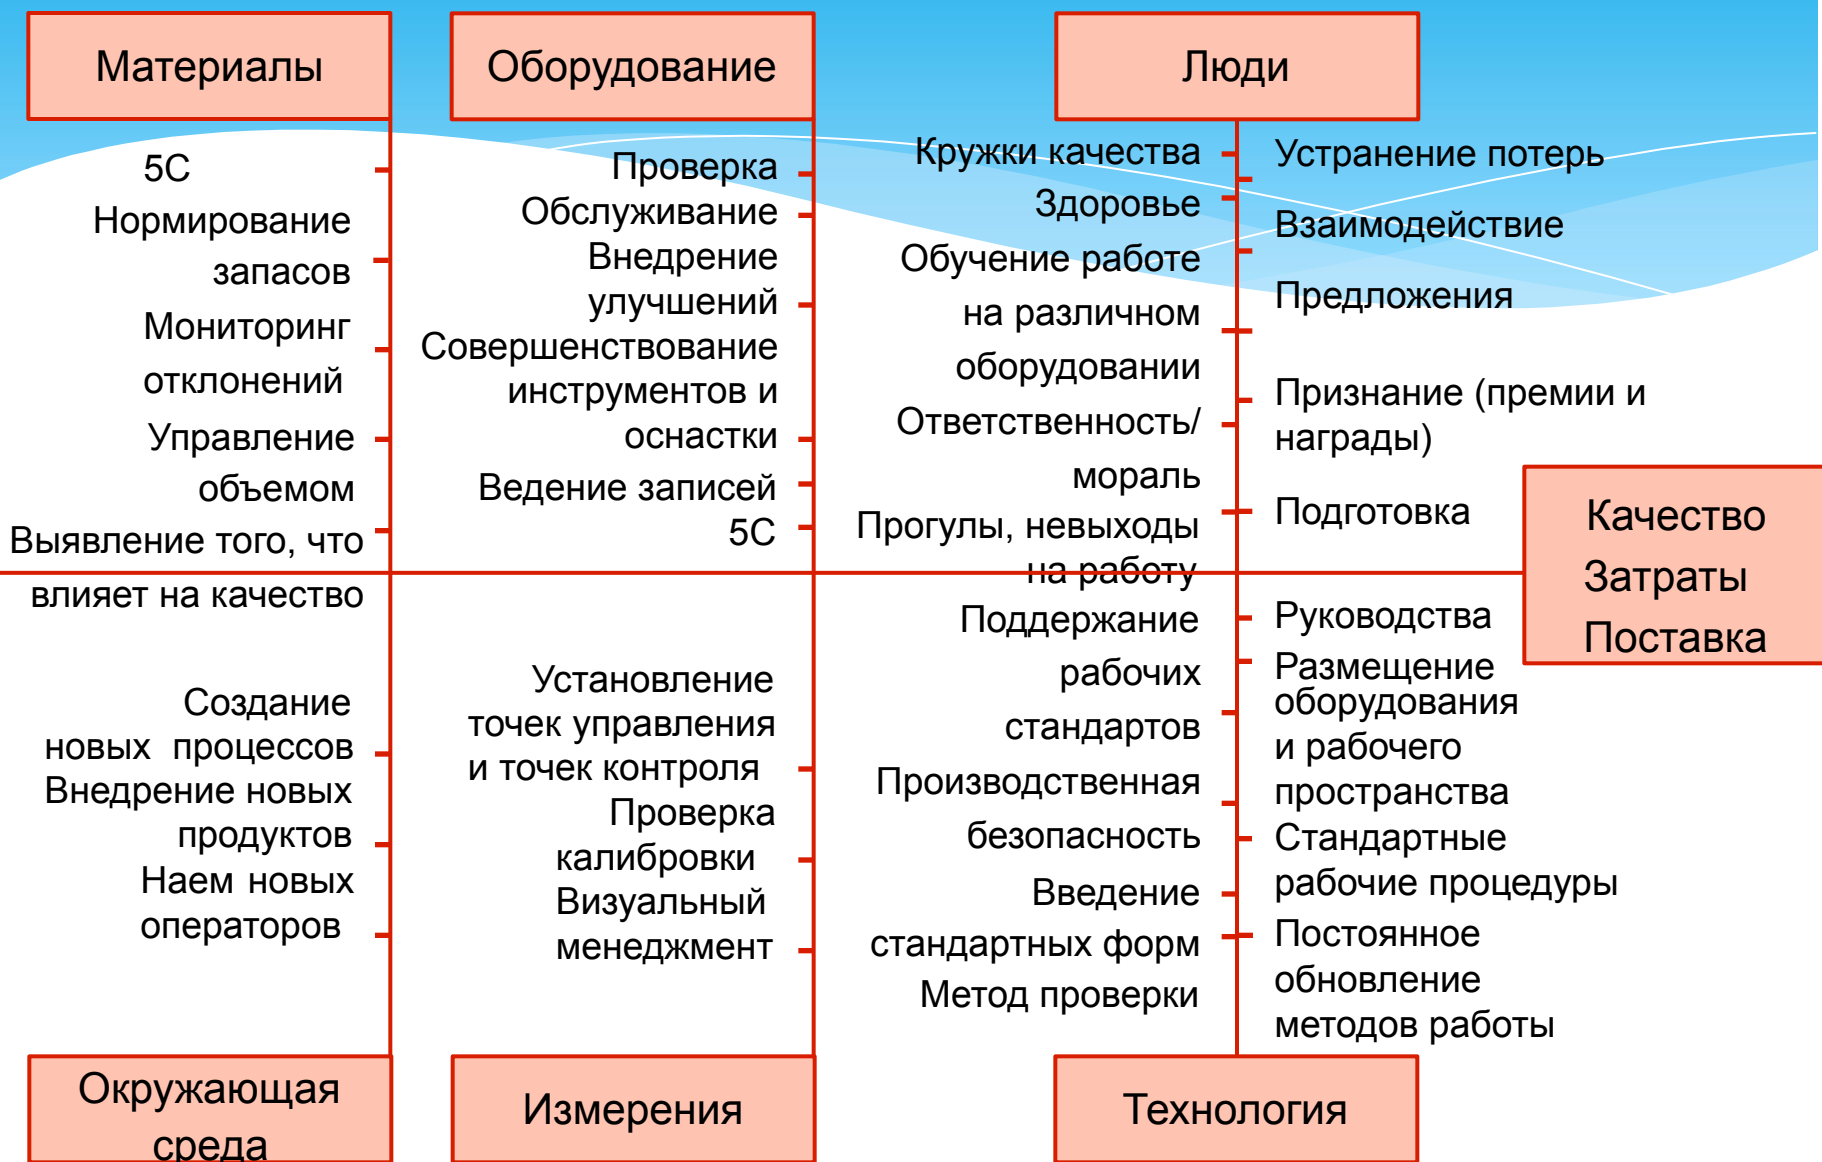 Материалы
Оборудование
Люди
5С
Нормирование
запасов
Мониторинг
отклонений
Управление
объемом
Выявление того, что
влияет на качество
Проверка
Обслуживание
Внедрение
улучшений
Совершенствование
инструментов и
оснастки
Ведение записей
5С
Кружки качества
Здоровье
Обучение работе
на различном
оборудовании
Ответственность/
мораль
Прогулы, невыходы
на работу
Устранение потерь
Взаимодействие
Предложения
Признание (премии и
награды)
Подготовка
Качество
Затраты
Поставка
Создание
новых процессов
Внедрение новых
продуктов
Наем новых
операторов
Установление
точек управления
и точек контроля
Проверка
калибровки
Визуальный
менеджмент
Поддержание
рабочих
стандартов
Производственная
безопасность
Введение
стандартных форм
Метод проверки
Руководства
Размещение
оборудования
и рабочего
пространства
Стандартные
рабочие процедуры
Постоянное
обновление
методов работы
Окружающая
среда
Измерения
Технология